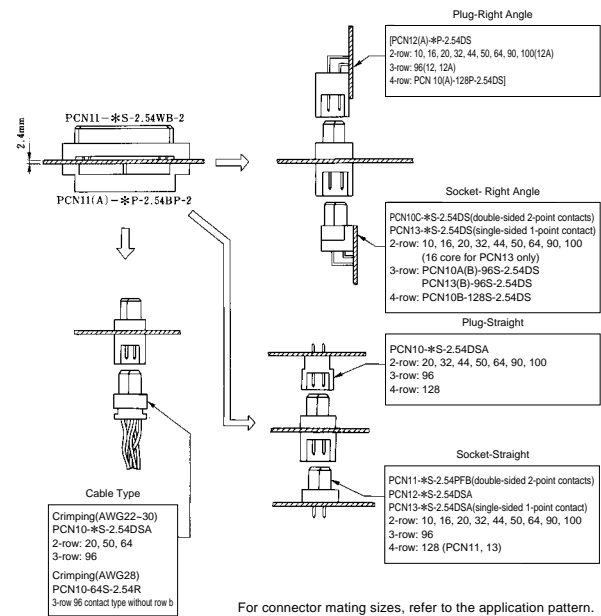 Plug-Right Angle
[PCN12(A)-*P-2.54DS
2-row: 10, 16, 20, 32, 44, 50, 64, 90, 100(12A)
3-row: 96(12, 12A)
4-row: PCN 10(A)-128P-2.54DS]
PCN11-*S-2.54WB-2
2.4mm
PCN11(A)-*P-2.54BP-2
Socket- Right Angle
PCN10C-*S-2.54DS(double-sided 2-point contacts)
PCN13-*S-2.54DS(single-sided 1-point contact)
2-row: 10, 16, 20, 32, 44, 50, 64, 90, 100
(16 core for PCN13 only)
3-row: PCN10A(B)-96S-2.54DS
PCN13(B)-96S-2.54DS
4-row: PCN10B-128S-2.54DS
Plug-Straight
PCN10-*S-2.54DSA
2-row: 20, 32, 44, 50, 64, 90, 100
3-row: 96
4-row: 128
Socket-Straight
PCN11-*S-2.54PFB(double-sided 2-point contacts)
PCN12-*S-2.54DSA
PCN13-*S-2.54DSA(single-sided 1-point contact)
2-row: 10, 16, 20, 32, 44, 50, 64, 90, 100
3-row: 96
4-row: 128 (PCN11, 13)
Cable Type
Crimping(AWG22~30)
PCN10-*S-2.54DSA
2-row: 20, 50, 64
3-row: 96
Crimping(AWG28)
PCN10-64S-2.54R
3-row 96 contact type without row b
For connector mating sizes, refer to the application pattern.